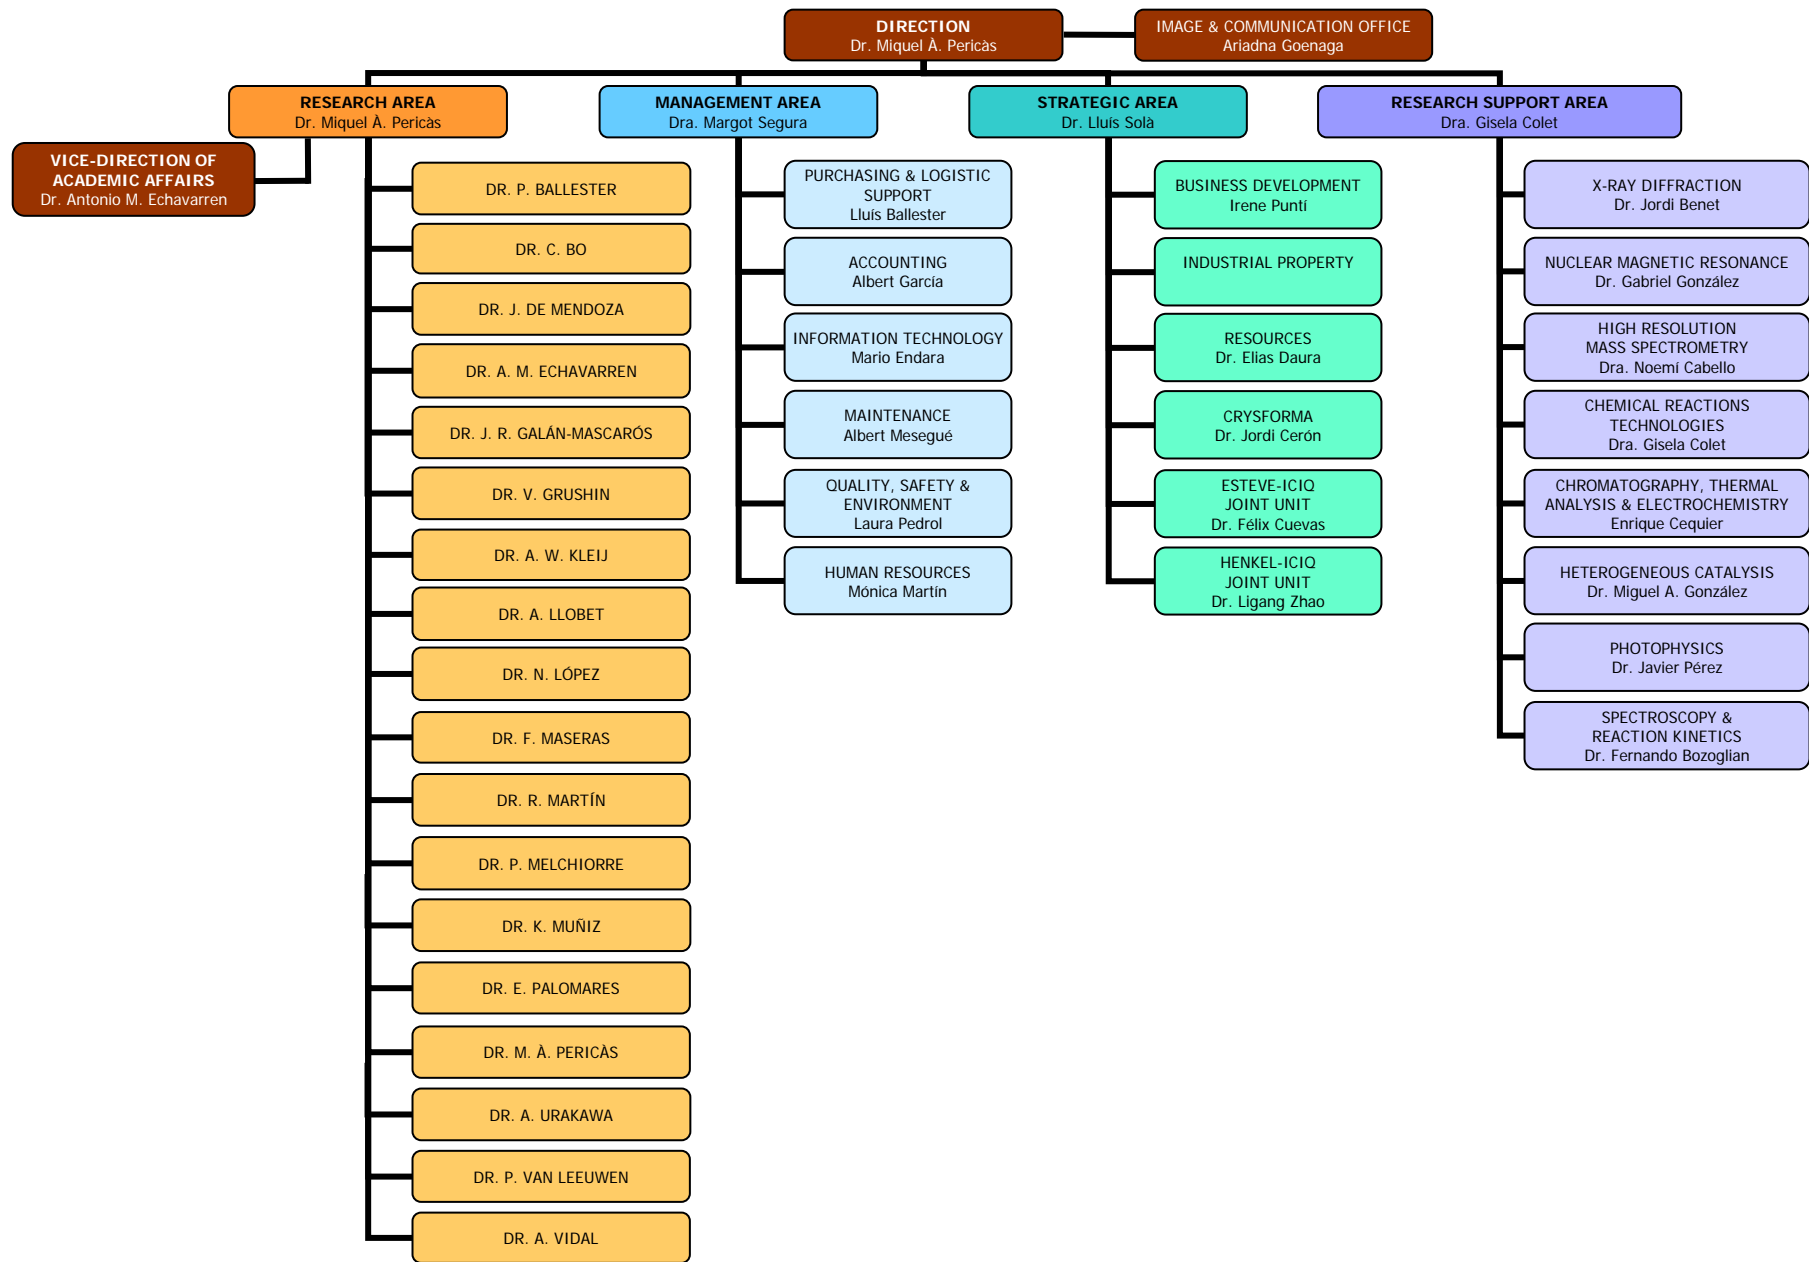 DIRECTION
Dr. Miquel À. Pericàs
IMAGE & COMMUNICATION OFFICE
Ariadna Goenaga
RESEARCH AREA
Dr. Miquel À. Pericàs
MANAGEMENT AREA
Dra. Margot Segura
STRATEGIC AREA
Dr. Lluís Solà
RESEARCH SUPPORT AREA
Dra. Gisela Colet
VICE-DIRECTION OF
ACADEMIC AFFAIRS
Dr. Antonio M. Echavarren
DR. P. BALLESTER
DR. C. BO
DR. J. DE MENDOZA
DR. A. M. ECHAVARREN
DR. J. R. GALÁN-MASCARÓS
DR. V. GRUSHIN
DR. A. W. KLEIJ
DR. A. LLOBET
DR. N. LÓPEZ
DR. F. MASERAS
DR. R. MARTÍN
DR. P. MELCHIORRE
DR. K. MUÑIZ
DR. E. PALOMARES
DR. M. À. PERICÀS
DR. A. URAKAWA
DR. P. VAN LEEUWEN
DR. A. VIDAL
PURCHASING & LOGISTIC
SUPPORT
Lluís Ballester
ACCOUNTING
Albert García
INFORMATION TECHNOLOGY
Mario Endara
MAINTENANCE
Albert Mesegué
QUALITY, SAFETY &
ENVIRONMENT
Laura Pedrol
HUMAN RESOURCES
Mónica Martín
BUSINESS DEVELOPMENT
Irene Puntí
INDUSTRIAL PROPERTY
RESOURCES
Dr. Elias Daura
CRYSFORMA
Dr. Jordi Cerón
ESTEVE-ICIQ
JOINT UNIT
Dr. Félix Cuevas
HENKEL-ICIQ
JOINT UNIT
Dr. Ligang Zhao
X-RAY DIFFRACTION
Dr. Jordi Benet
NUCLEAR MAGNETIC RESONANCE
Dr. Gabriel González
HIGH RESOLUTION
MASS SPECTROMETRY
Dra. Noemí Cabello
CHEMICAL REACTIONS
TECHNOLOGIES
Dra. Gisela Colet
CHROMATOGRAPHY, THERMAL
ANALYSIS & ELECTROCHEMISTRY
Enrique Cequier
HETEROGENEOUS CATALYSIS
Dr. Miguel A. González
PHOTOPHYSICS
Dr. Javier Pérez
SPECTROSCOPY &
REACTION KINETICS
Dr. Fernando Bozoglian